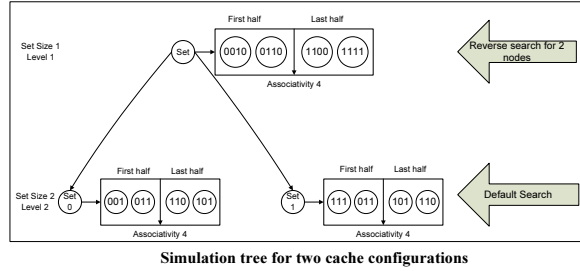 First half Last half
Set Size 1
Level 1
Set
0010 0110 1100 1111
Reverse search for 2
nodes
Associativity 4
First half Last half
First half Last half
Set Size 2
Level 2
Set
0
001 011 110 101
Set
1
111 011 101 110
Default Search
Associativity 4
Associativity 4
Simulation tree for two cache configurations